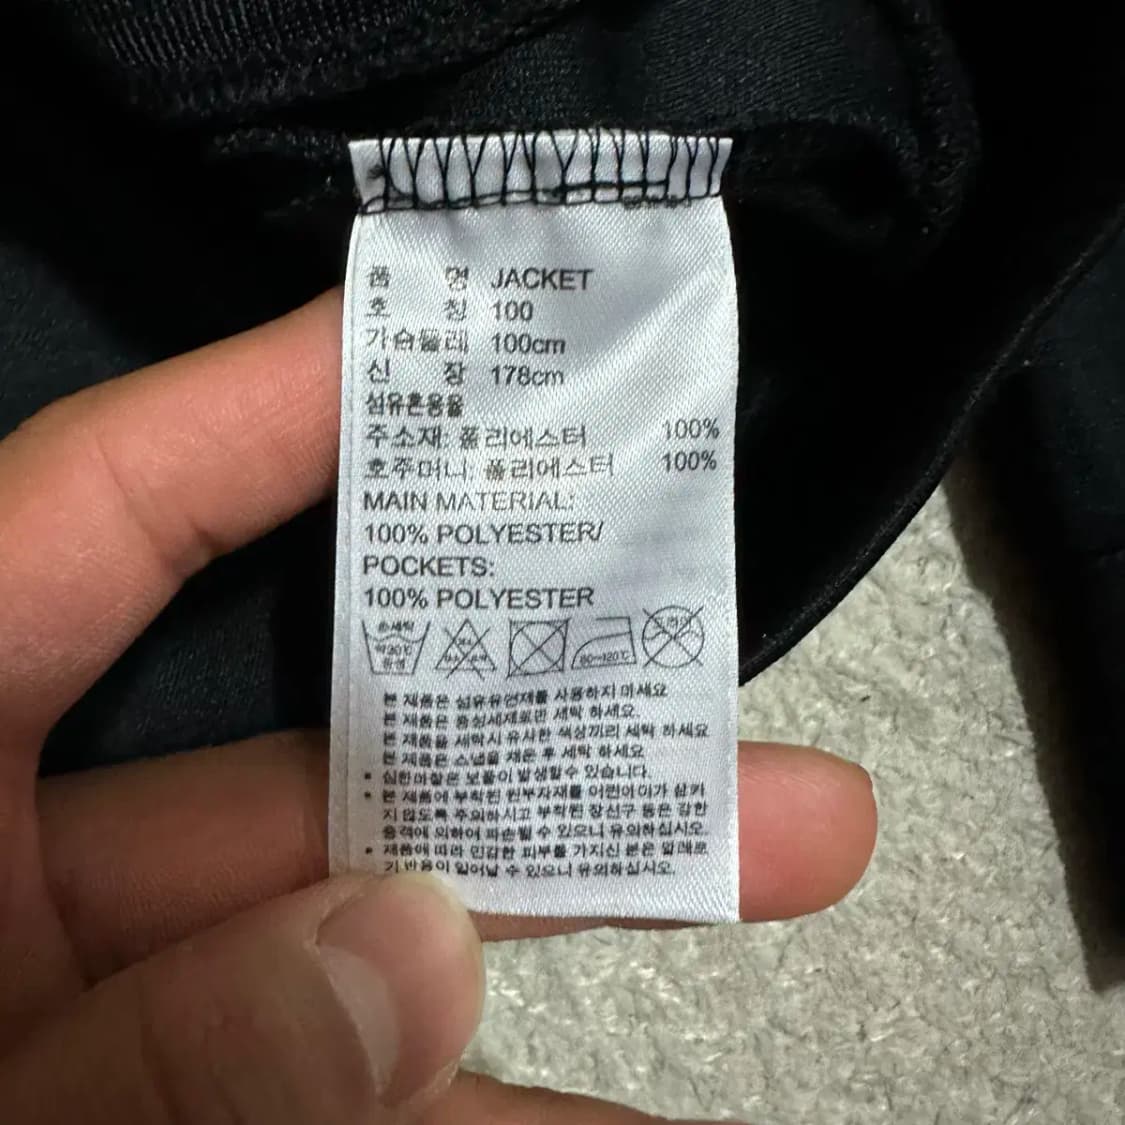 품 명 JACKET
호 칭 100
가슴둘레 100cm
신 장 178cm
섬유혼용율
주소재: 폴리에스터 100%
호주머니: 폴리에스터 100%
MAIN MATERIAL:
100% POLYESTER/
POCKETS:
100% POLYESTER
손세탁 약30℃ 중성
80~120℃
본 제품은 섬유유연제를 사용하지 마세요
본 제품은 중성세제로만 세탁 하세요.
본 제품을 세탁시 유사한 색상끼리 세탁 하세요
본 제품은 스냅을 채운 후 세탁 하세요
* 심한마찰은 보풀이 발생할수 있습니다.
* 본 제품에 부착된 원부자재를 어린아이가 삼키
지 않도록 주의하시고 부착된 장신구 등은 강한
충격에 의하여 파손될 수 있으니 유의하십시오.
* 제품에 따라 민감한 피부를 가지신 분은 알레르
기 반응이 일어날 수 있으니 유의하십시오.